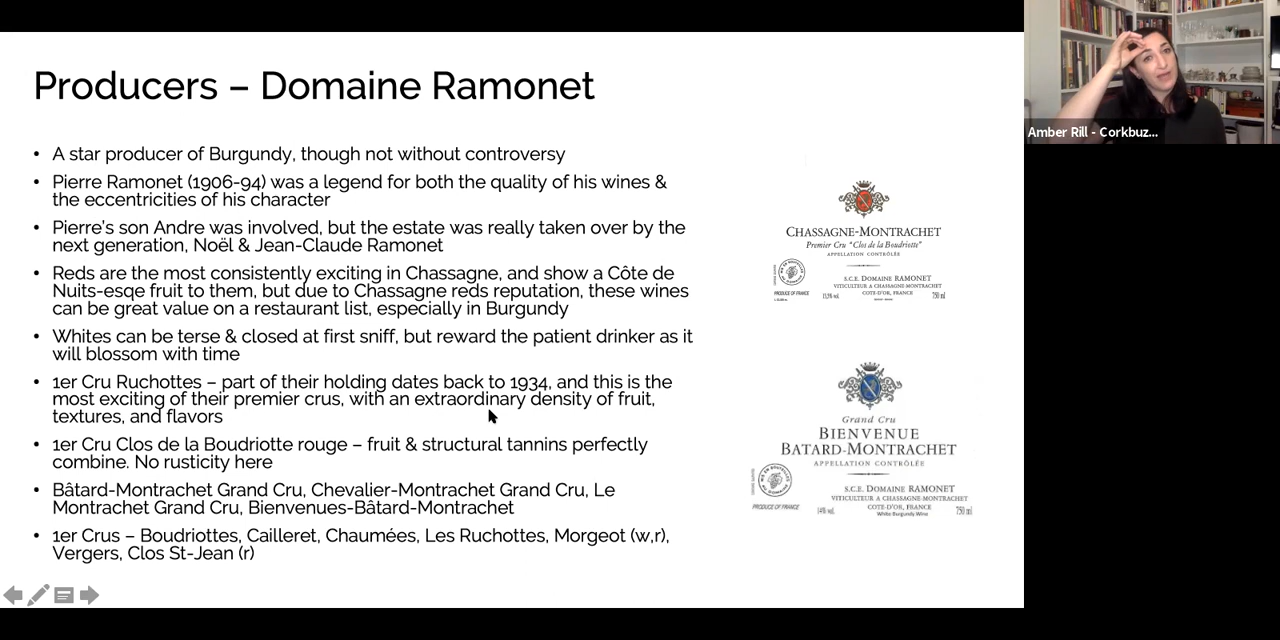 Producers – Domaine Ramonet
• A star producer of Burgundy, though not without controversy
• Pierre Ramonet (1906-94) was a legend for both the quality of his wines &
the eccentricities of his character
• Pierre's son Andre was involved, but the estate was really taken over by the
next generation, Noël & Jean-Claude Ramonet
• Reds are the most consistently exciting in Chassagne, and show a Côte de
Nuits-esqe fruit to them, but due to Chassagne reds reputation, these wines
can be great value on a restaurant list, especially in Burgundy
• Whites can be terse & closed at first sniff, but reward the patient drinker as it
will blossom with time
• 1er Cru Ruchottes – part of their holding dates back to 1934, and this is the
most exciting of their premier crus, with an extraordinary density of fruit,
textures, and flavors
• 1er Cru Clos de la Boudriotte rouge – fruit & structural tannins perfectly
combine. No rusticity here
• Bâtard-Montrachet Grand Cru, Chevalier-Montrachet Grand Cru, Le
Montrachet Grand Cru, Bienvenues-Bâtard-Montrachet
• 1er Crus – Boudriottes, Cailleret, Chaumées, Les Ruchottes, Morgeot (w,r),
Vergers, Clos St-Jean (r)
CHASSAGNE-MONTRACHET
Premier Cru "Clos de la Boudriotte"
APPELLATION CONTRÔLÉE
S.C.E. DOMAINE RAMONET
VITICULTEUR A CHASSAGNE-MONTRACHET
COTE-D'OR, FRANCE
PRODUCE OF FRANCE
13,5% vol.
750 ml
Grand Cru
BIENVENUE
BATARD-MONTRACHET
APPELLATION CONTRÔLÉE
S.C.E. DOMAINE RAMONET
VITICULTEUR A CHASSAGNE-MONTRACHET
COTE-D'OR, FRANCE
White Burgundy Wine
PRODUCE OF FRANCE
14% vol.
750 ml
Amber Rill - Corkbuz...